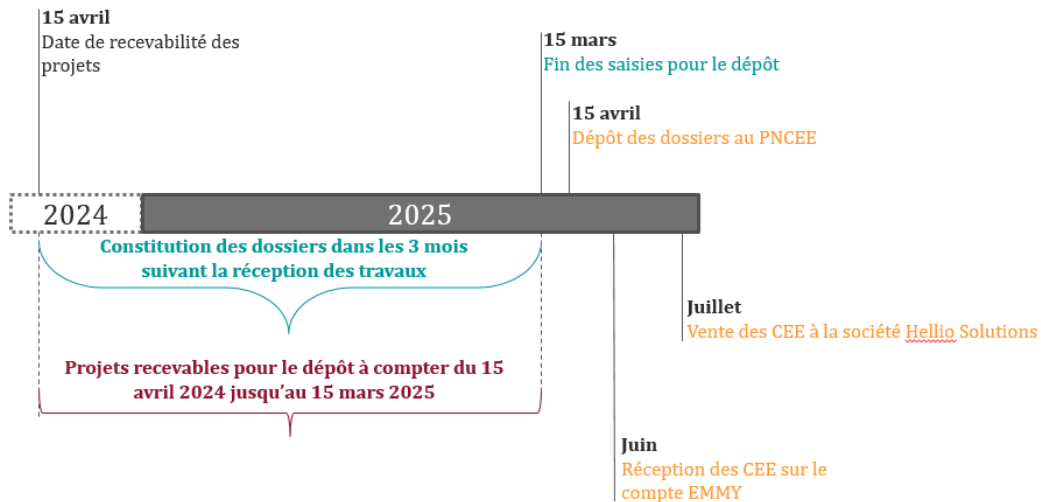 15 avril
Date de recevabilité des
projets
15 mars
Fin des saisies pour le dépôt
15 avril
Dépôt des dossiers au PNCEE
2024
2025
Constitution des dossiers dans les 3 mois
suivant la réception des travaux
Juillet
Vente des CEE à la société Hellio Solutions
Projets recevables pour le dépôt à compter du 15
avril 2024 jusqu'au 15 mars 2025
Juin
Réception des CEE sur le
compte EMMY